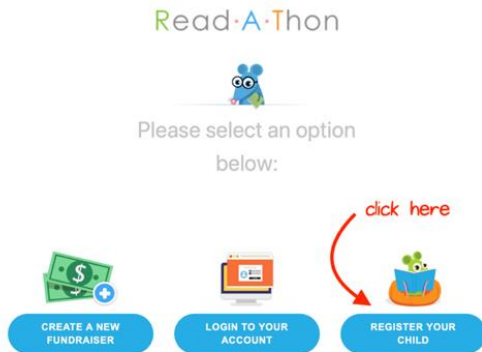 Read·A·Thon
Please select an option
below:
click here
CREATE A NEW
FUNDRAISER
LOGIN TO YOUR
ACCOUNT
REGISTER YOUR
CHILD